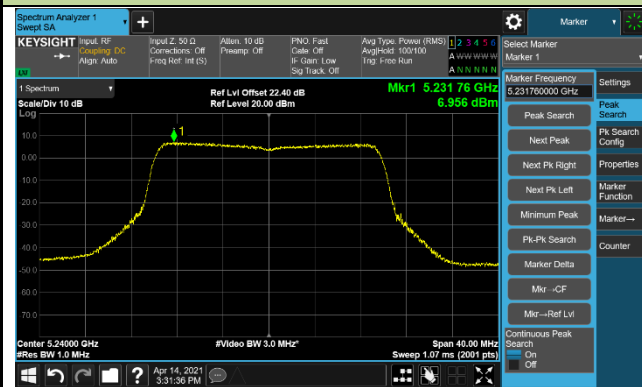 Spectrum Analyzer 1
Swept SA
Marker
KEYSIGHT
Input: RF
Coupling: DC
Align: Auto
Input Z: 50 Ω
Corrections: Off
Freq Ref: Int (S)
Atten: 10 dB
Preamp: Off
PNO: Fast
Gate: Off
IF Gain: Low
Sig Track: Off
Avg Type: Power (RMS)
Avg|Hold: 100/100
Trig: Free Run
1 2 3 4 5 6
A W W W W W
A N N N N N
LXI
Select Marker
Marker 1
1 Spectrum
Scale/Div 10 dB
Log
Ref Lvl Offset 22.40 dB
Ref Level 20.00 dBm
Mkr1 5.231 76 GHz
6.956 dBm
1
10.0
0.00
-10.0
-20.0
-30.0
-40.0
-50.0
-60.0
-70.0
Center 5.24000 GHz
#Res BW 1.0 MHz
#Video BW 3.0 MHz*
Span 40.00 MHz
Sweep 1.07 ms (2001 pts)
Marker Frequency
5.231760000 GHz
Peak Search
Next Peak
Next Pk Right
Next Pk Left
Minimum Peak
Pk-Pk Search
Marker Delta
Mkr→CF
Mkr→Ref Lvl
Continuous Peak
Search
On
Off
Settings
Peak
Search
Pk Search
Config
Properties
Marker
Function
Marker→
Counter
?
Apr 14, 2021
3:31:36 PM